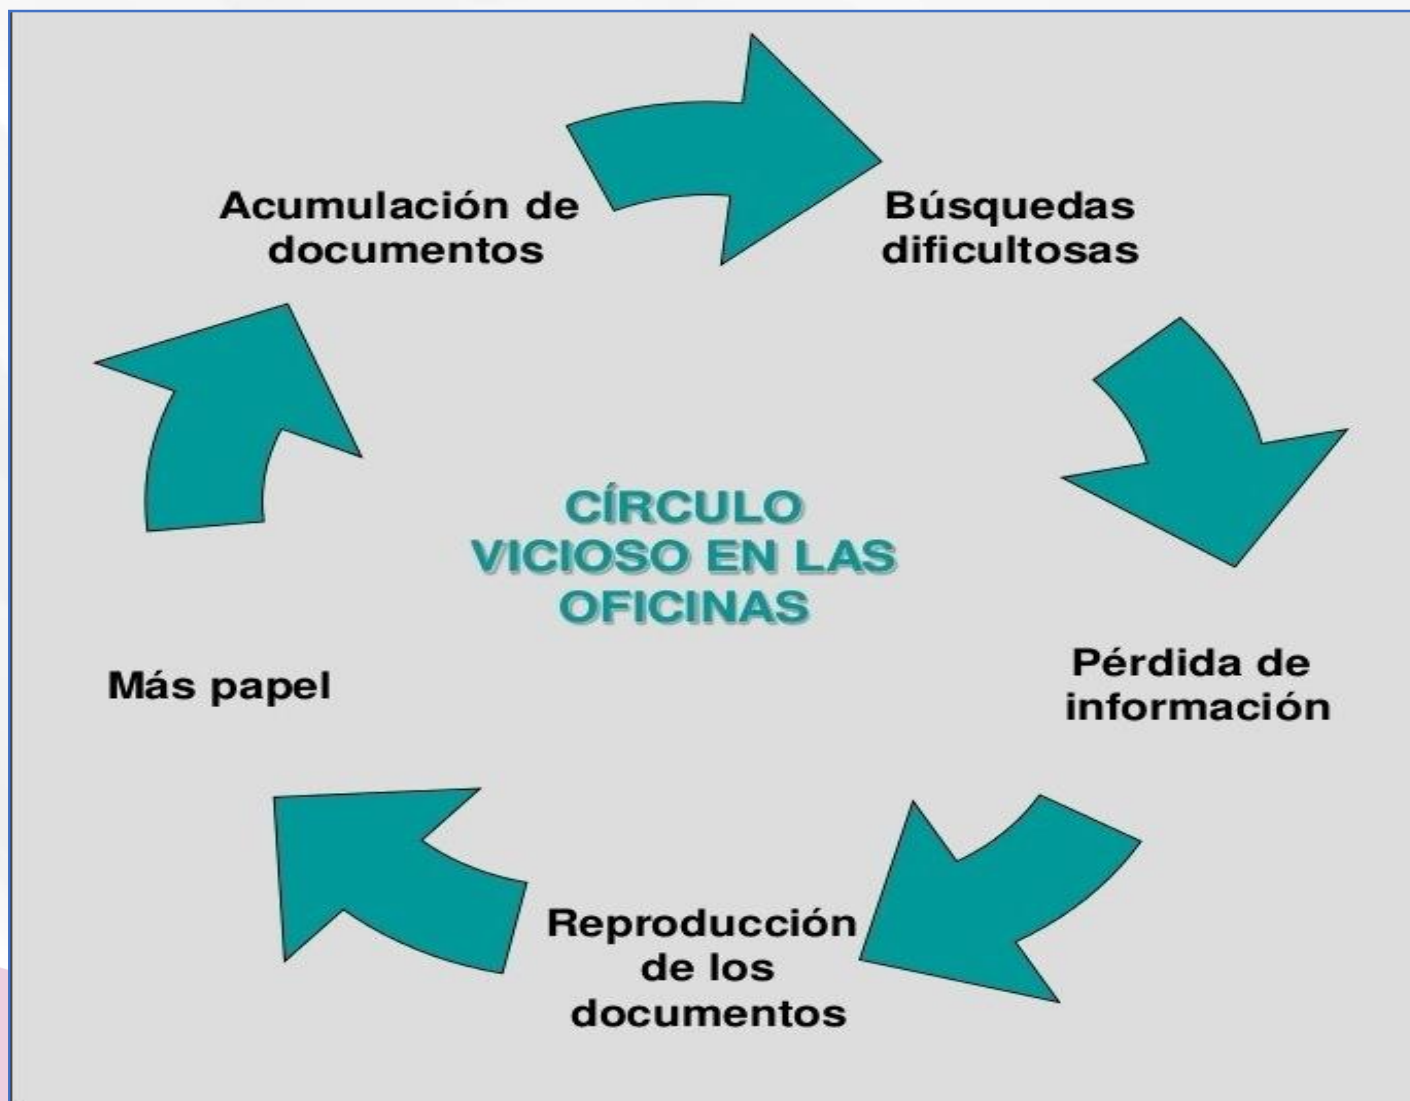 Acumulación de
documentos
Búsquedas
dificultosas
CÍRCULO
VICIOSO EN LAS
OFICINAS
Pérdida de
información
Más papel
Reproducción
de los
documentos